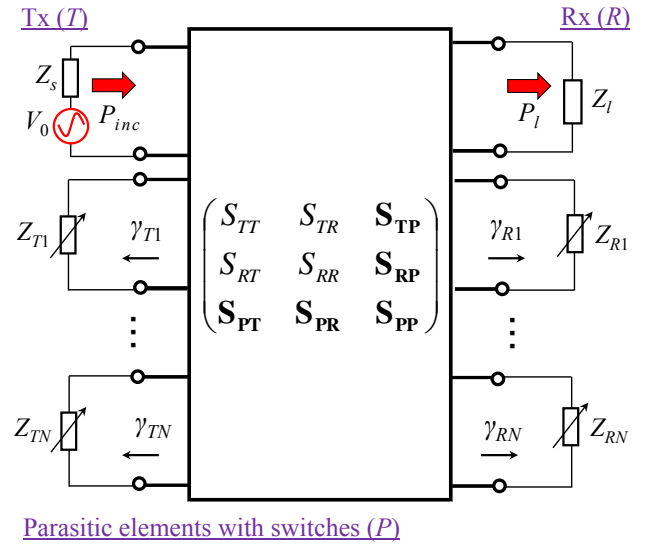 Tx (T)
Rx (R)
Z_s
P_inc
V_0
P_l
Z_l
S_TT S_TR S_TP
S_RT S_RR S_RP
S_PT S_PR S_PP
Z_T1
γ_T1
γ_R1
Z_R1
⋮
⋮
Z_TN
γ_TN
γ_RN
Z_RN
Parasitic elements with switches (P)